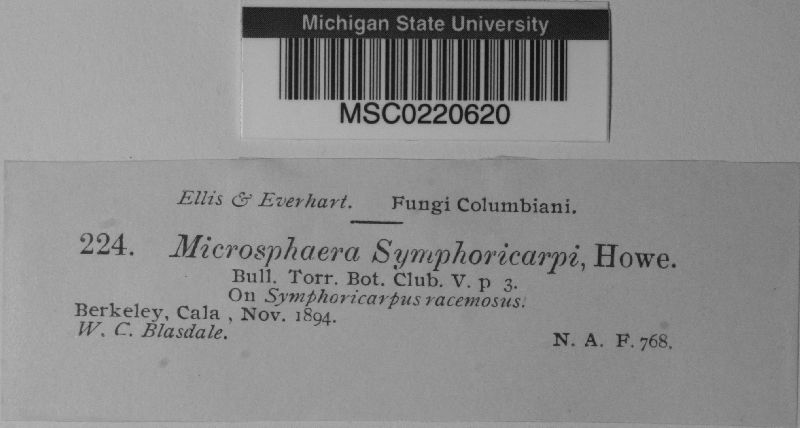 Michigan State University
MSC0220620
Ellis & Everhart. Fungi Columbiani.
224. Microsphaera Symphoricarpi, Howe.
Bull. Torr. Bot. Club. V. p 3.
On Symphoricarpus racemosus.
Berkeley, Cala , Nov. 1894.
W. C. Blasdale.
N. A. F. 768.